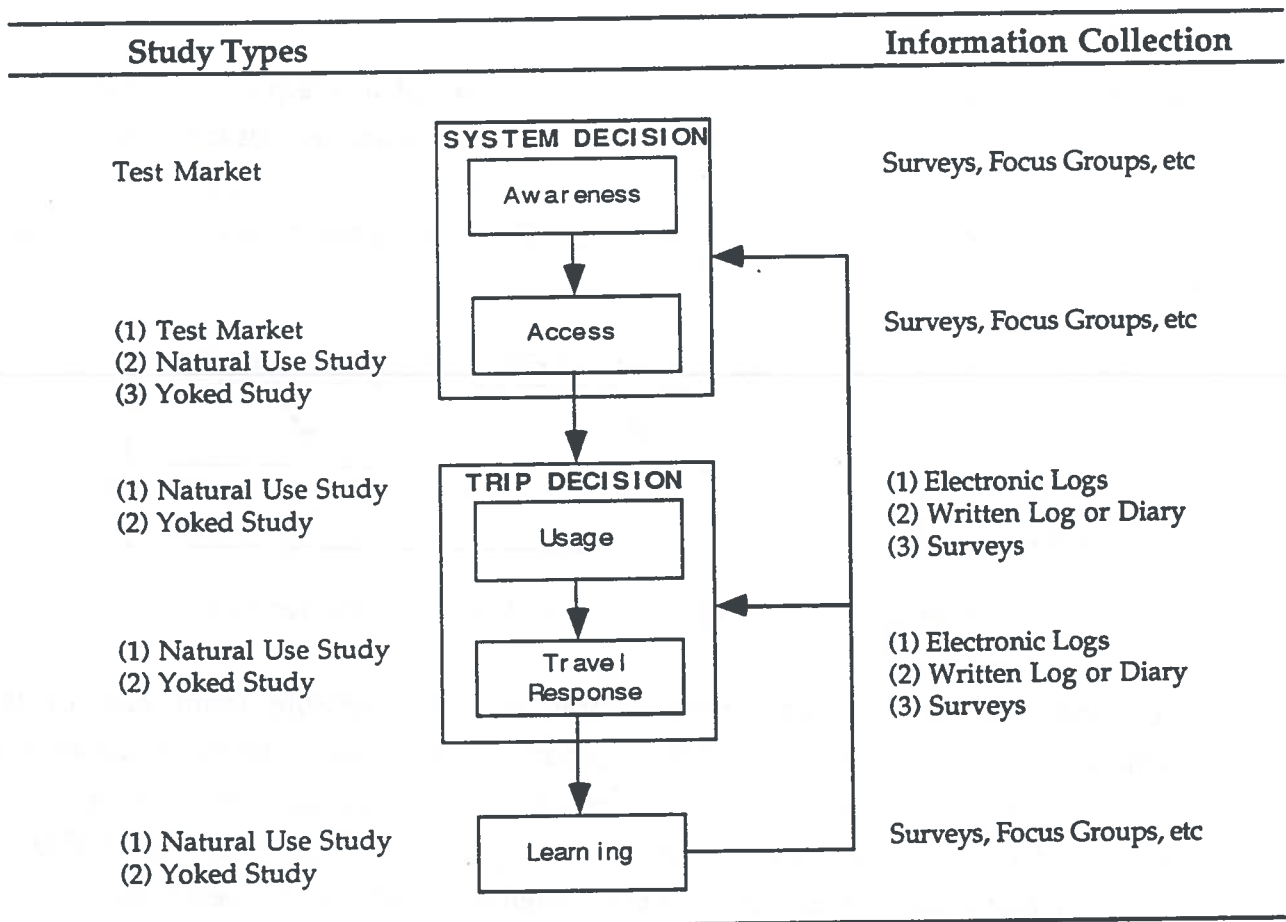 Study Types
Information Collection
SYSTEM DECISION
Test Market
Awareness
Surveys, Focus Groups, etc
(1) Test Market
(2) Natural Use Study
(3) Yoked Study
Access
Surveys, Focus Groups, etc
TRIP DECISION
(1) Natural Use Study
(2) Yoked Study
Usage
(1) Electronic Logs
(2) Written Log or Diary
(3) Surveys
(1) Natural Use Study
(2) Yoked Study
Travel
Response
(1) Electronic Logs
(2) Written Log or Diary
(3) Surveys
(1) Natural Use Study
(2) Yoked Study
Learning
Surveys, Focus Groups, etc